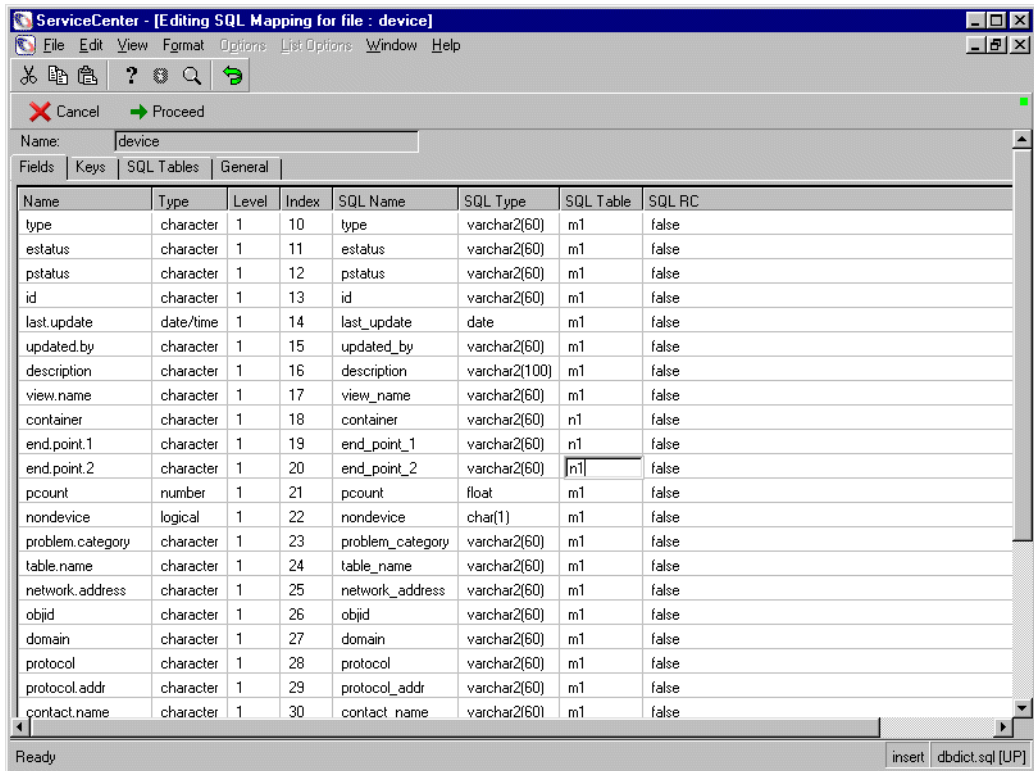 ServiceCenter - [Editing SQL Mapping for file : device]
File Edit View Format Options List Options Window Help
Cancel Proceed
Name: device
Fields Keys SQL Tables General
Name Type Level Index SQL Name SQL Type SQL Table SQL RC
type character 1 10 type varchar2(60) m1 false
estatus character 1 11 estatus varchar2(60) m1 false
pstatus character 1 12 pstatus varchar2(60) m1 false
id character 1 13 id varchar2(60) m1 false
last.update date/time 1 14 last_update date m1 false
updated.by character 1 15 updated_by varchar2(60) m1 false
description character 1 16 description varchar2(100) m1 false
view.name character 1 17 view_name varchar2(60) m1 false
container character 1 18 container varchar2(60) n1 false
end.point.1 character 1 19 end_point_1 varchar2(60) n1 false
end.point.2 character 1 20 end_point_2 varchar2(60) n1 false
pcount number 1 21 pcount float m1 false
nondevice logical 1 22 nondevice char(1) m1 false
problem.category character 1 23 problem_category varchar2(60) m1 false
table.name character 1 24 table_name varchar2(60) m1 false
network.address character 1 25 network_address varchar2(60) m1 false
objid character 1 26 objid varchar2(60) m1 false
domain character 1 27 domain varchar2(60) m1 false
protocol character 1 28 protocol varchar2(60) m1 false
protocol.addr character 1 29 protocol_addr varchar2(60) m1 false
contact.name character 1 30 contact_name varchar2(60) m1 false
Ready insert dbdict.sql [UP]